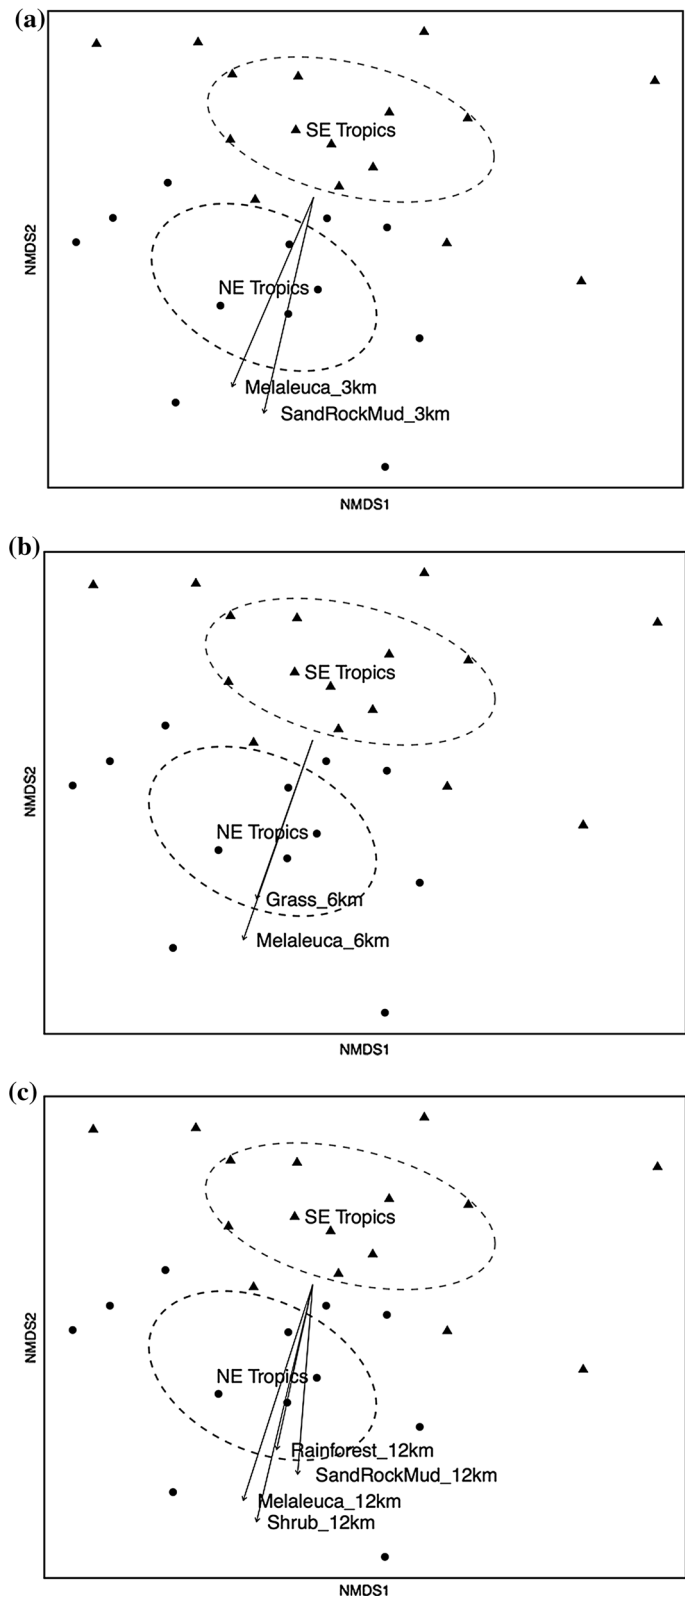 (a)
SE Tropics
NE Tropics
Melaleuca_3km
SandRockMud_3km
NMDS2
NMDS1
(b)
SE Tropics
NE Tropics
Grass_6km
Melaleuca_6km
NMDS2
NMDS1
(c)
SE Tropics
NE Tropics
Rainforest_12km
SandRockMud_12km
Melaleuca_12km
Shrub_12km
NMDS2
NMDS1